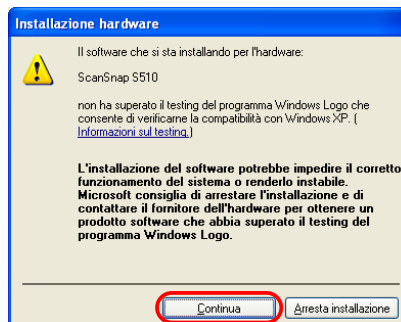 Installazione hardware
Il software che si sta installando per l'hardware:
ScanSnap S510
non ha superato il testing del programma Windows Logo che
consente di verificarne la compatibilità con Windows XP. (
Informazioni sul testing.)
L'installazione del software potrebbe impedire il corretto
funzionamento del sistema o renderlo instabile.
Microsoft consiglia di arrestare l'installazione e di
contattare il fornitore dell'hardware per ottenere un
prodotto software che abbia superato il testing del
programma Windows Logo.
Continua
Arresta installazione